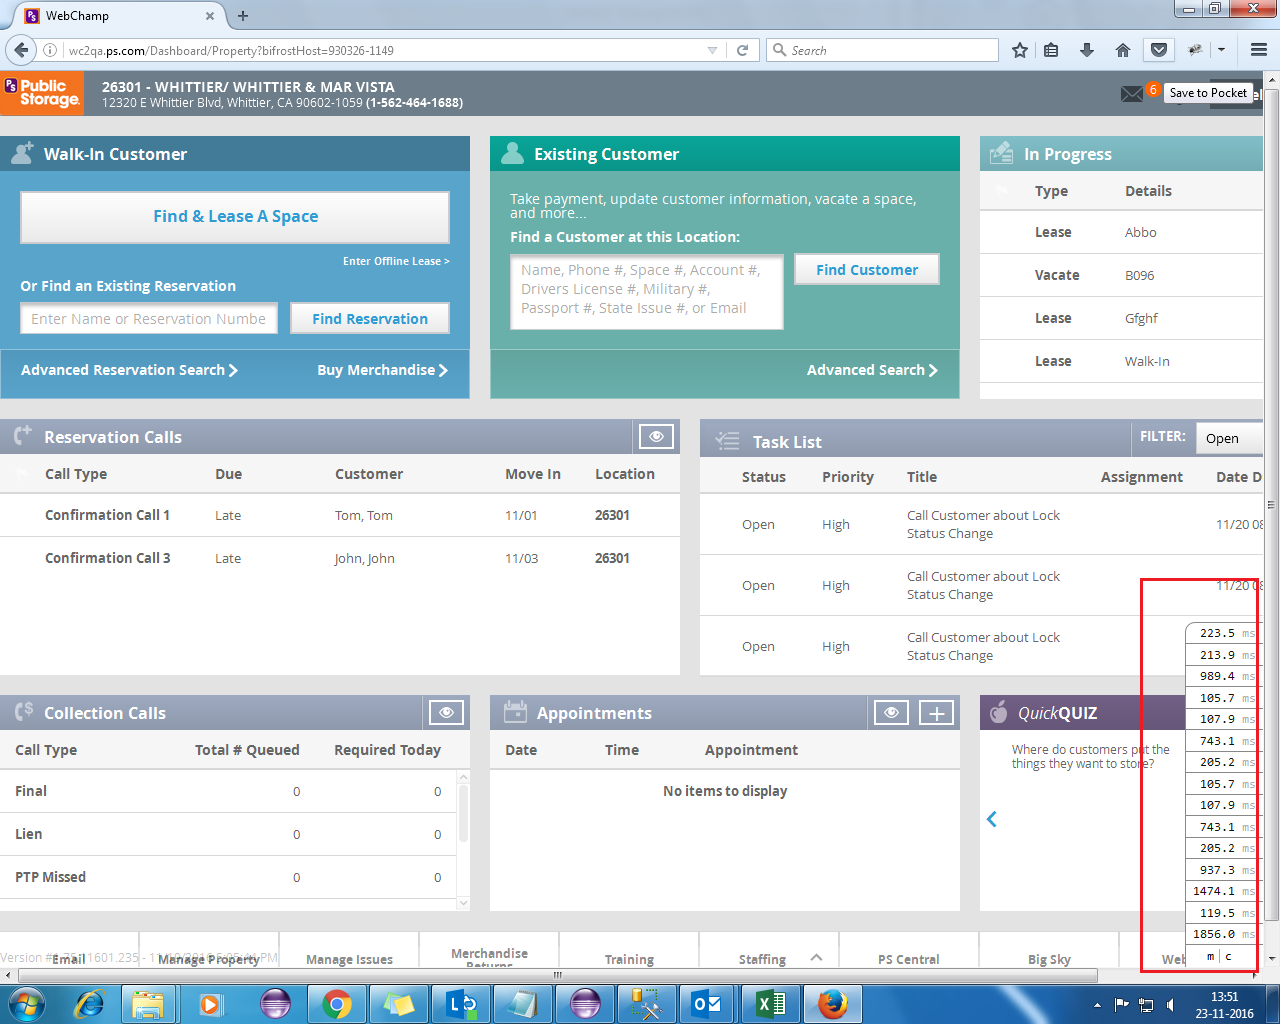 WebChamp
wc2qa.ps.com/Dashboard/Property?bifrostHost=930326-1149
Search
PS Public Storage.
26301 - WHITTIER/ WHITTIER & MAR VISTA
12320 E Whittier Blvd, Whittier, CA 90602-1059 (1-562-464-1688)
6
Save to Pocket
Walk-In Customer
Find & Lease A Space
Enter Offline Lease >
Or Find an Existing Reservation
Enter Name or Reservation Numbe
Find Reservation
Advanced Reservation Search
Buy Merchandise
Existing Customer
Take payment, update customer information, vacate a space,
and more...
Find a Customer at this Location:
Name, Phone #, Space #, Account #,
Drivers License #, Military #,
Passport #, State Issue #, or Email
Find Customer
Advanced Search
In Progress
Type Details
Lease Abbo
Vacate B096
Lease Gfghf
Lease Walk-In
Reservation Calls
Call Type Due Customer Move In Location
Confirmation Call 1 Late Tom, Tom 11/01 26301
Confirmation Call 3 Late John, John 11/03 26301
Task List
FILTER: Open
Status Priority Title Assignment Date D
Open High Call Customer about Lock
Status Change
11/20 08
Open High Call Customer about Lock
Status Change
11/20 08
Open High Call Customer about Lock
Status Change
Collection Calls
Call Type Total # Queued Required Today
Final 0 0
Lien 0 0
PTP Missed 0 0
Appointments
Date Time Appointment
No items to display
QuickQUIZ
Where do customers put the
things they want to store?
223.5 ms
213.9 ms
989.4 ms
105.7 ms
107.9 ms
743.1 ms
205.2 ms
105.7 ms
107.9 ms
743.1 ms
205.2 ms
937.3 ms
1474.1 ms
119.5 ms
1856.0 ms
m | c
Email
Manage Property
Manage Issues
Merchandise
Returns
Training
Staffing
PS Central
Big Sky
Web
Version #
13:51
23-11-2016